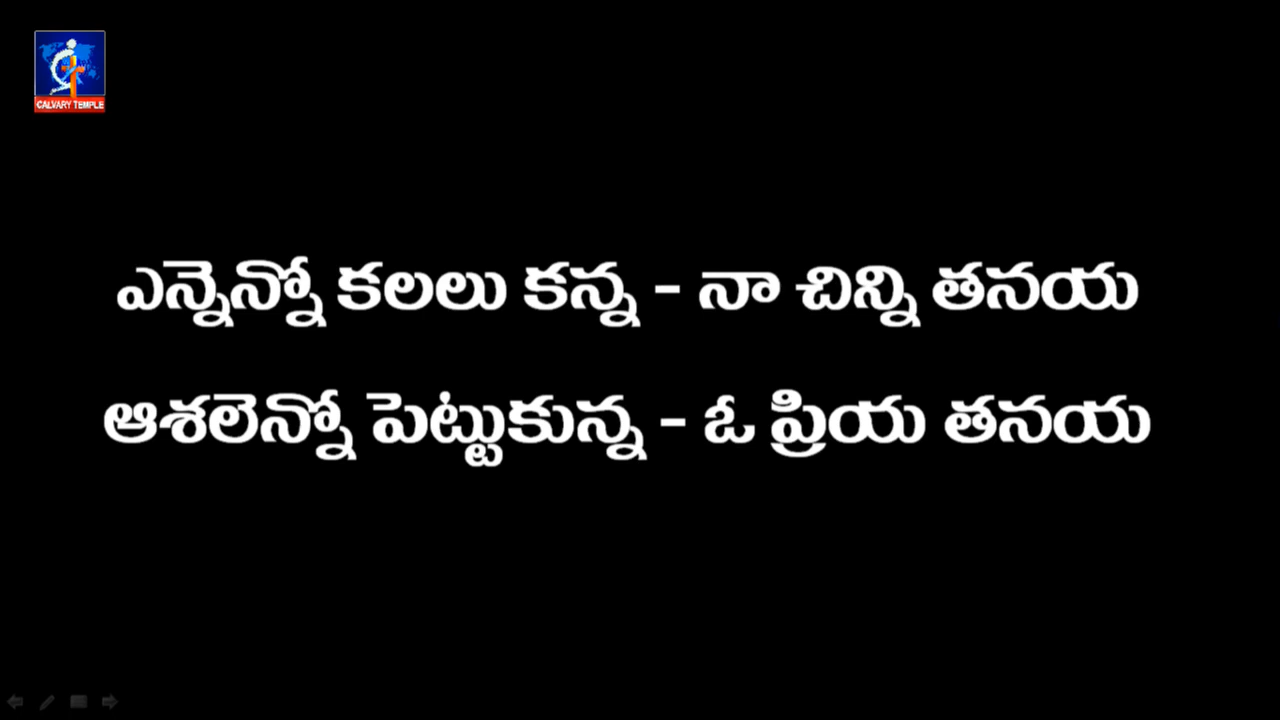 CALVARY TEMPLE
ఎన్నెన్నో కలలు కన్న - నా చిన్ని తనయ
ఆశలెన్నో పెట్టుకున్న - ఓ ప్రియ తనయ